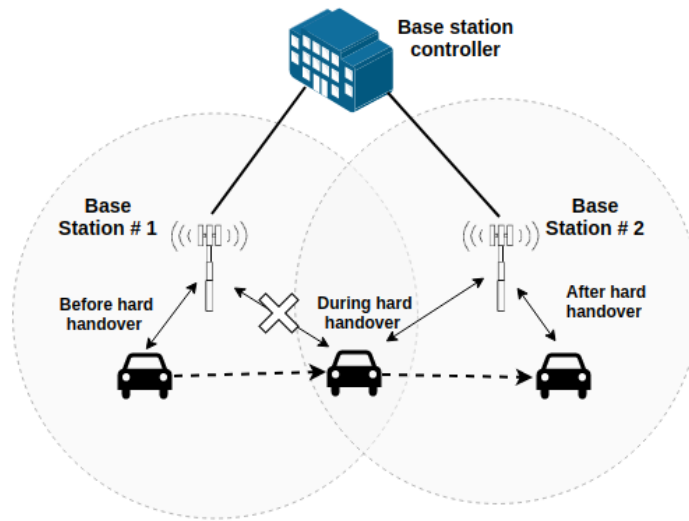 Base station
controller
Base
Station # 1
Base
Station # 2
Before hard
handover
During hard
handover
After hard
handover